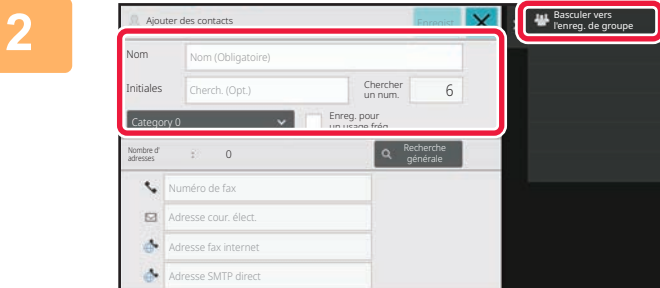 2
Ajouter des contacts
Enregist.
Basculer vers
l'enreg. de groupe
Nom
Nom (Obligatoire)
Initiales
Cherch. (Opt.)
Chercher
un num.
6
Category 0
Enreg. pour
un usage fréq.
Nombre d'
adresses
:
0
Recherche
générale
Numéro de fax
Adresse cour. élect.
Adresse fax internet
Adresse SMTP direct